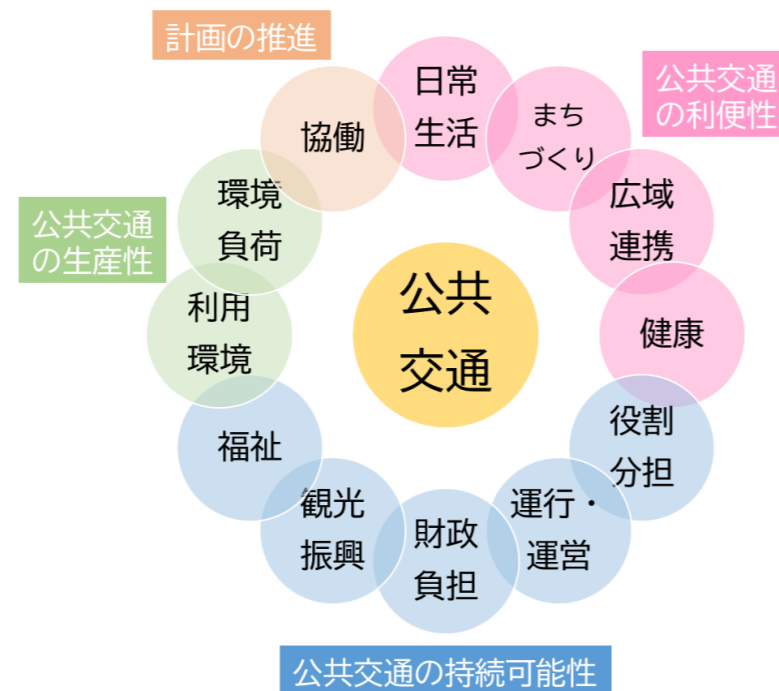 計画の推進
日常
生活
公共交通
の利便性
まち
づくり
協働
広域
連携
環境
負荷
公共交通
の生産性
公共
交通
利用
環境
健康
役割
分担
福祉
観光
振興
運行・
運営
財政
負担
公共交通の持続可能性